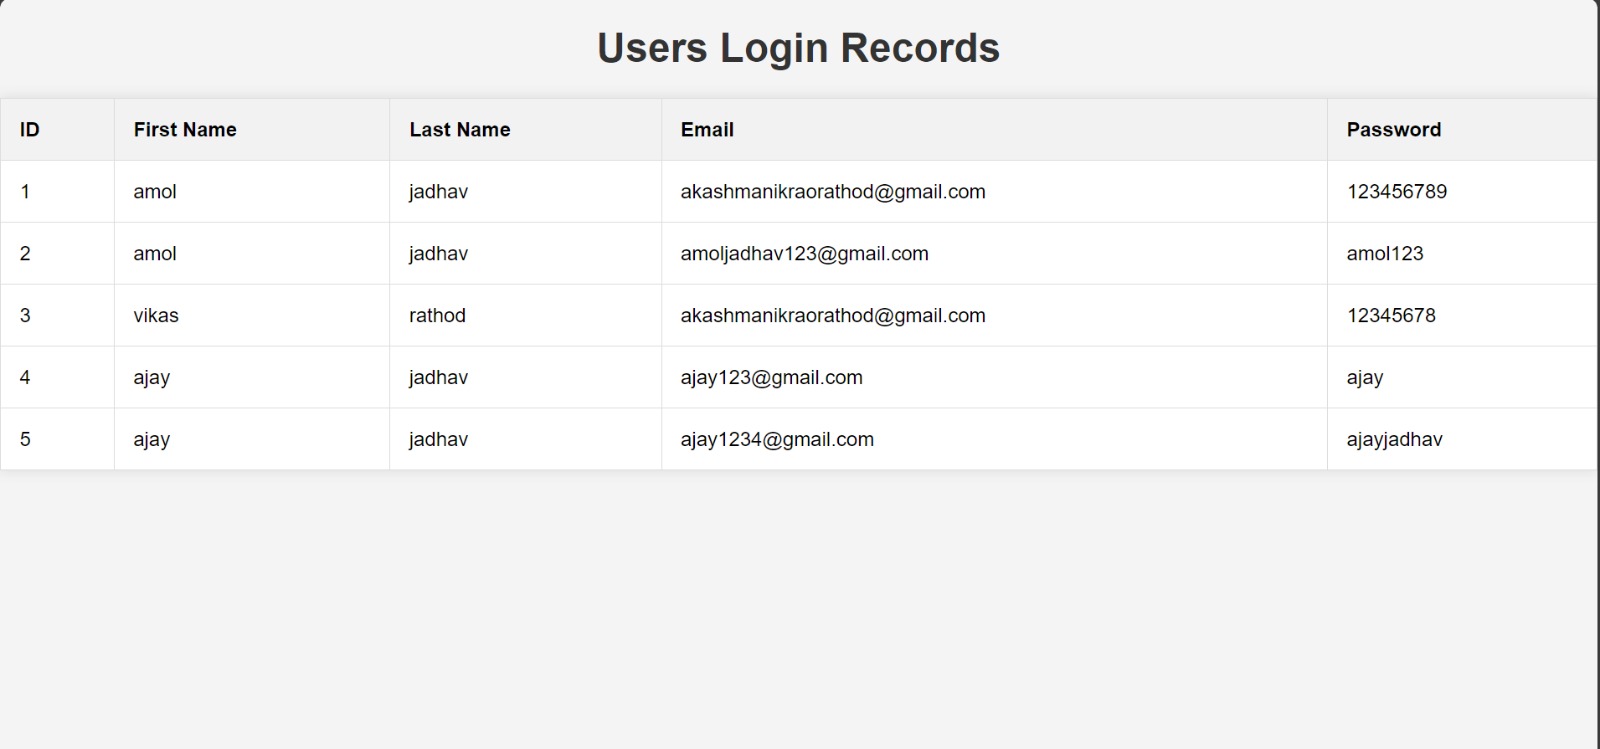 Users Login Records
ID First Name Last Name Email Password
1 amol jadhav akashmanikraorathod@gmail.com 123456789
2 amol jadhav amoljadhav123@gmail.com amol123
3 vikas rathod akashmanikraorathod@gmail.com 12345678
4 ajay jadhav ajay123@gmail.com ajay
5 ajay jadhav ajay1234@gmail.com ajayjadhav